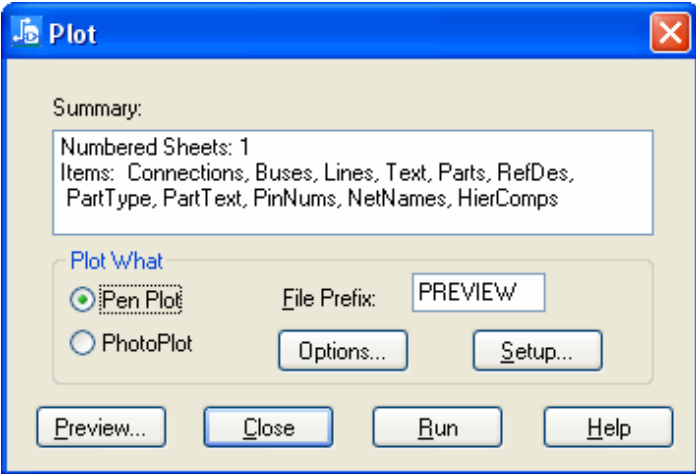 Plot
Summary:
Numbered Sheets: 1
Items:  Connections, Buses, Lines, Text, Parts, RefDes,
PartType, PartText, PinNums, NetNames, HierComps
Plot What
Pen Plot
File Prefix:
PREVIEW
PhotoPlot
Options...
Setup...
Preview...
Close
Run
Help